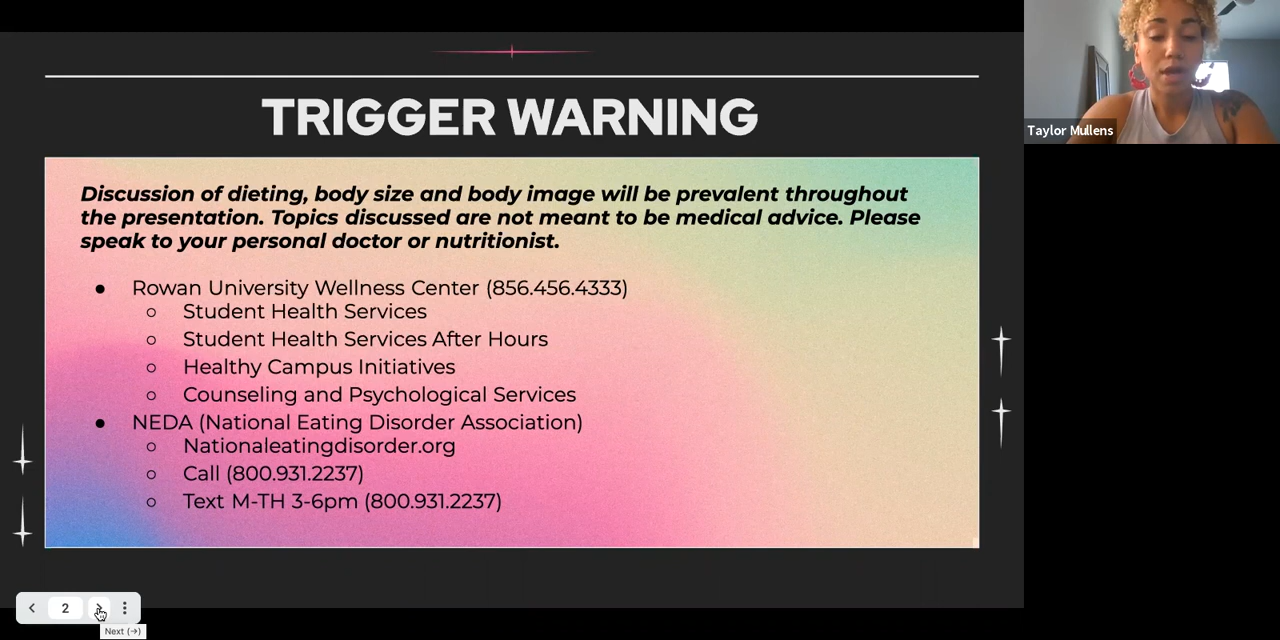 TRIGGER WARNING
Discussion of dieting, body size and body image will be prevalent throughout
the presentation. Topics discussed are not meant to be medical advice. Please
speak to your personal doctor or nutritionist.
● Rowan University Wellness Center (856.456.4333)
○ Student Health Services
○ Student Health Services After Hours
○ Healthy Campus Initiatives
○ Counseling and Psychological Services
● NEDA (National Eating Disorder Association)
○ Nationaleatingdisorder.org
○ Call (800.931.2237)
○ Text M-TH 3-6pm (800.931.2237)
Taylor Mullens
2
Next (→)